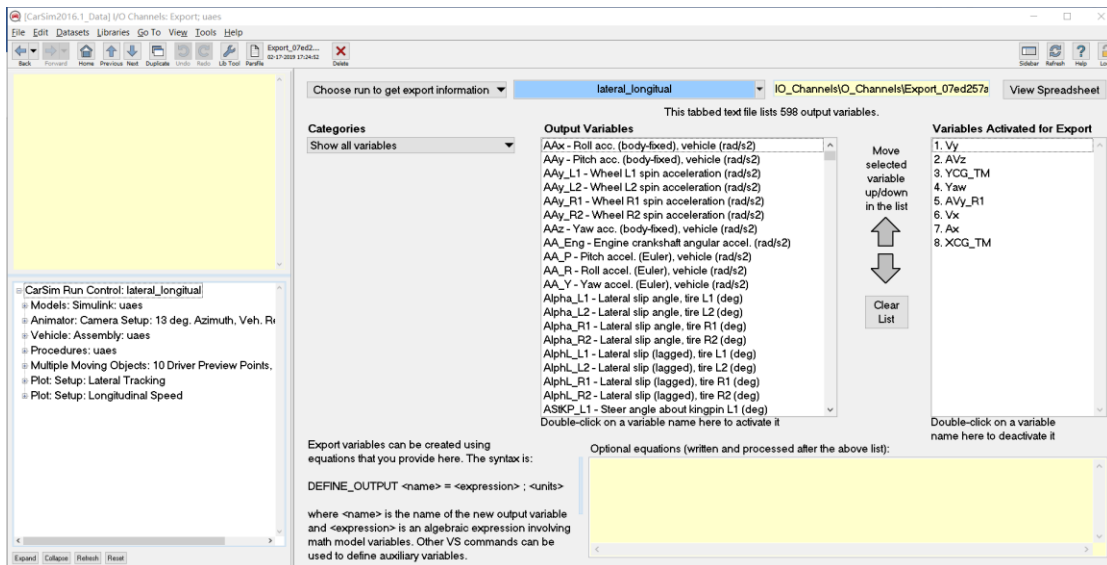 [CarSim2016.1_Data] I/O Channels: Export; uaes
File Edit Datasets Libraries Go To View Tools Help
Back Forward Home Previous Next Duplicate Undo Redo Lib Tool Parsfile
Export_07ed2...
02-17-2019 17:24:52
Delete Sidebar Refresh Help
Choose run to get export information
lateral_longitual
IO_Channels\O_Channels\Export_07ed257a
View Spreadsheet
This tabbed text file lists 598 output variables.
Categories
Show all variables
Output Variables
AAx - Roll acc. (body-fixed), vehicle (rad/s2)
AAy - Pitch acc. (body-fixed), vehicle (rad/s2)
AAy_L1 - Wheel L1 spin acceleration (rad/s2)
AAy_L2 - Wheel L2 spin acceleration (rad/s2)
AAy_R1 - Wheel R1 spin acceleration (rad/s2)
AAy_R2 - Wheel R2 spin acceleration (rad/s2)
AAz - Yaw acc. (body-fixed), vehicle (rad/s2)
AA_Eng - Engine crankshaft angular accel. (rad/s2)
AA_P - Pitch accel. (Euler), vehicle (rad/s2)
AA_R - Roll accel. (Euler), vehicle (rad/s2)
AA_Y - Yaw accel. (Euler), vehicle (rad/s2)
Alpha_L1 - Lateral slip angle, tire L1 (deg)
Alpha_L2 - Lateral slip angle, tire L2 (deg)
Alpha_R1 - Lateral slip angle, tire R1 (deg)
Alpha_R2 - Lateral slip angle, tire R2 (deg)
AlphL_L1 - Lateral slip (lagged), tire L1 (deg)
AlphL_L2 - Lateral slip (lagged), tire L2 (deg)
AlphL_R1 - Lateral slip (lagged), tire R1 (deg)
AlphL_R2 - Lateral slip (lagged), tire R2 (deg)
AStKP_L1 - Steer angle about kingpin L1 (deg)
Double-click on a variable name here to activate it
Move
selected
variable
up/down
in the list
Clear
List
Variables Activated for Export
1. Vy
2. AVz
3. YCG_TM
4. Yaw
5. AVy_R1
6. Vx
7. Ax
8. XCG_TM
Double-click on a variable
name here to deactivate it
CarSim Run Control: lateral_longitual
Models: Simulink: uaes
Animator: Camera Setup: 13 deg. Azimuth, Veh. Re
Vehicle: Assembly: uaes
Procedures: uaes
Multiple Moving Objects: 10 Driver Preview Points,
Plot: Setup: Lateral Tracking
Plot: Setup: Longitudinal Speed
Export variables can be created using
equations that you provide here. The syntax is:
DEFINE_OUTPUT <name> = <expression> ; <units>
where <name> is the name of the new output variable
and <expression> is an algebraic expression involving
math model variables. Other VS commands can be
used to define auxiliary variables.
Optional equations (written and processed after the above list):
Expand Collapse Refresh Reset